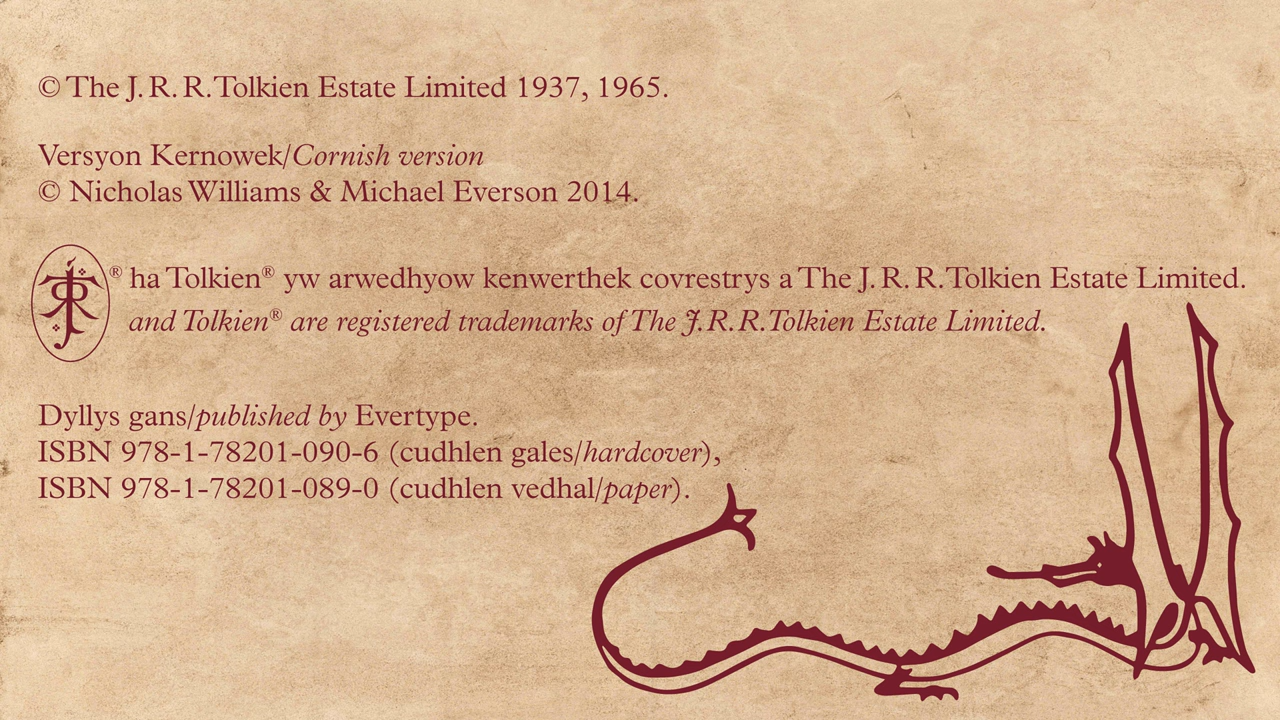 © The J. R. R. Tolkien Estate Limited 1937, 1965.
Versyon Kernowek/Cornish version
© Nicholas Williams & Michael Everson 2014.
® ha Tolkien® yw arwedhyow kenwerthek covrestrys a The J. R. R. Tolkien Estate Limited.
and Tolkien® are registered trademarks of The J. R. R. Tolkien Estate Limited.
Dyllys gans/published by Evertype.
ISBN 978-1-78201-090-6 (cudhlen gales/hardcover),
ISBN 978-1-78201-089-0 (cudhlen vedhal/paper).